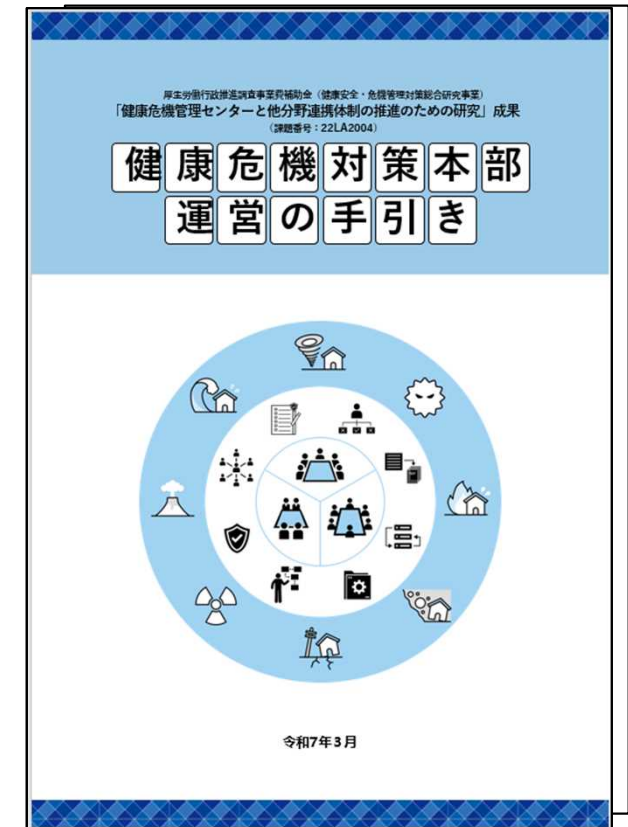 厚生労働行政推進調査事業費補助金（健康安全・危機管理対策総合研究事業）
「健康危機管理センターと他分野連携体制の推進のための研究」成果
（課題番号：22LA2004）
健康危機対策本部
運営の手引き
令和7年3月